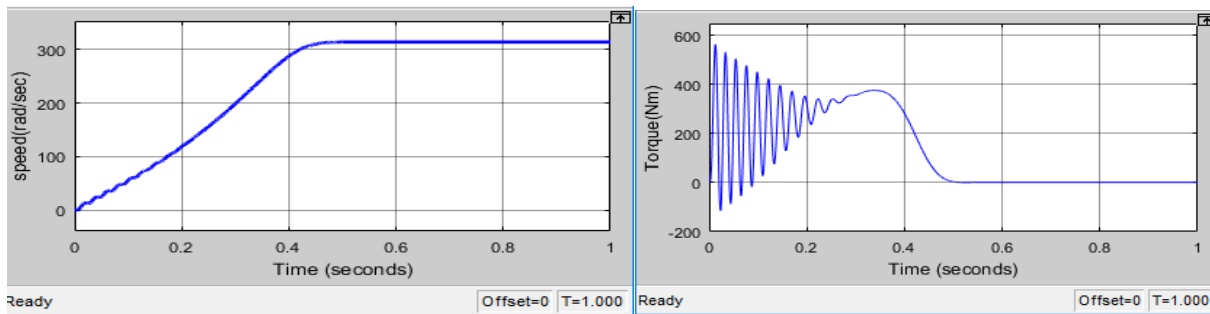 300
200
100
0
speed(rad/sec)
0 0.2 0.4 0.6 0.8 1
Time (seconds)
Ready Offset=0 T=1.000
600
400
200
0
-200
Torque(Nm)
0 0.2 0.4 0.6 0.8 1
Time (seconds)
Ready Offset=0 T=1.000